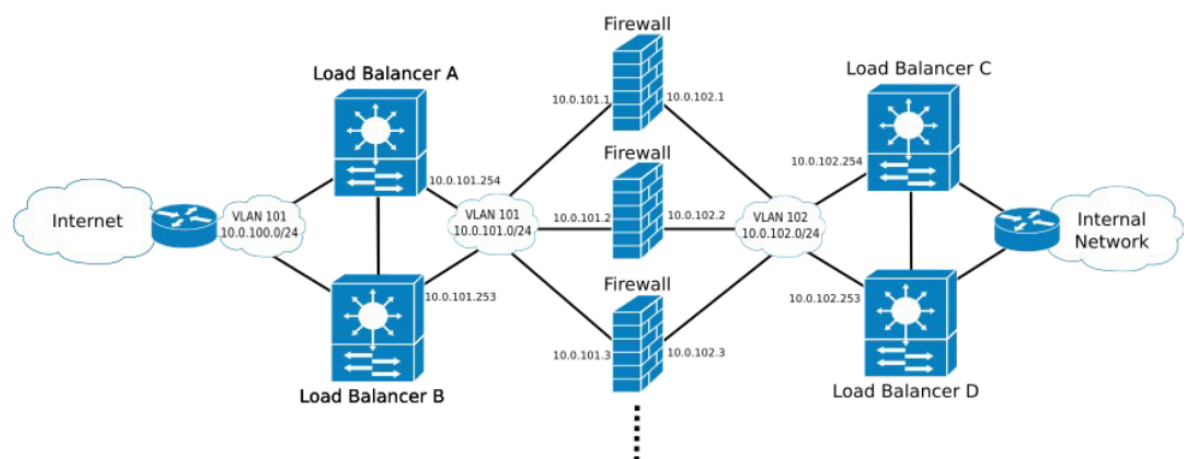 Firewall
Load Balancer A
Load Balancer C
10.0.101.1
10.0.102.1
Firewall
10.0.101.254
10.0.102.254
Internet
VLAN 101
10.0.100.0/24
VLAN 101
10.0.101.0/24
10.0.101.2
10.0.102.2
VLAN 102
10.0.102.0/24
Internal
Network
Firewall
10.0.101.253
10.0.102.253
10.0.101.3
10.0.102.3
Load Balancer B
Load Balancer D